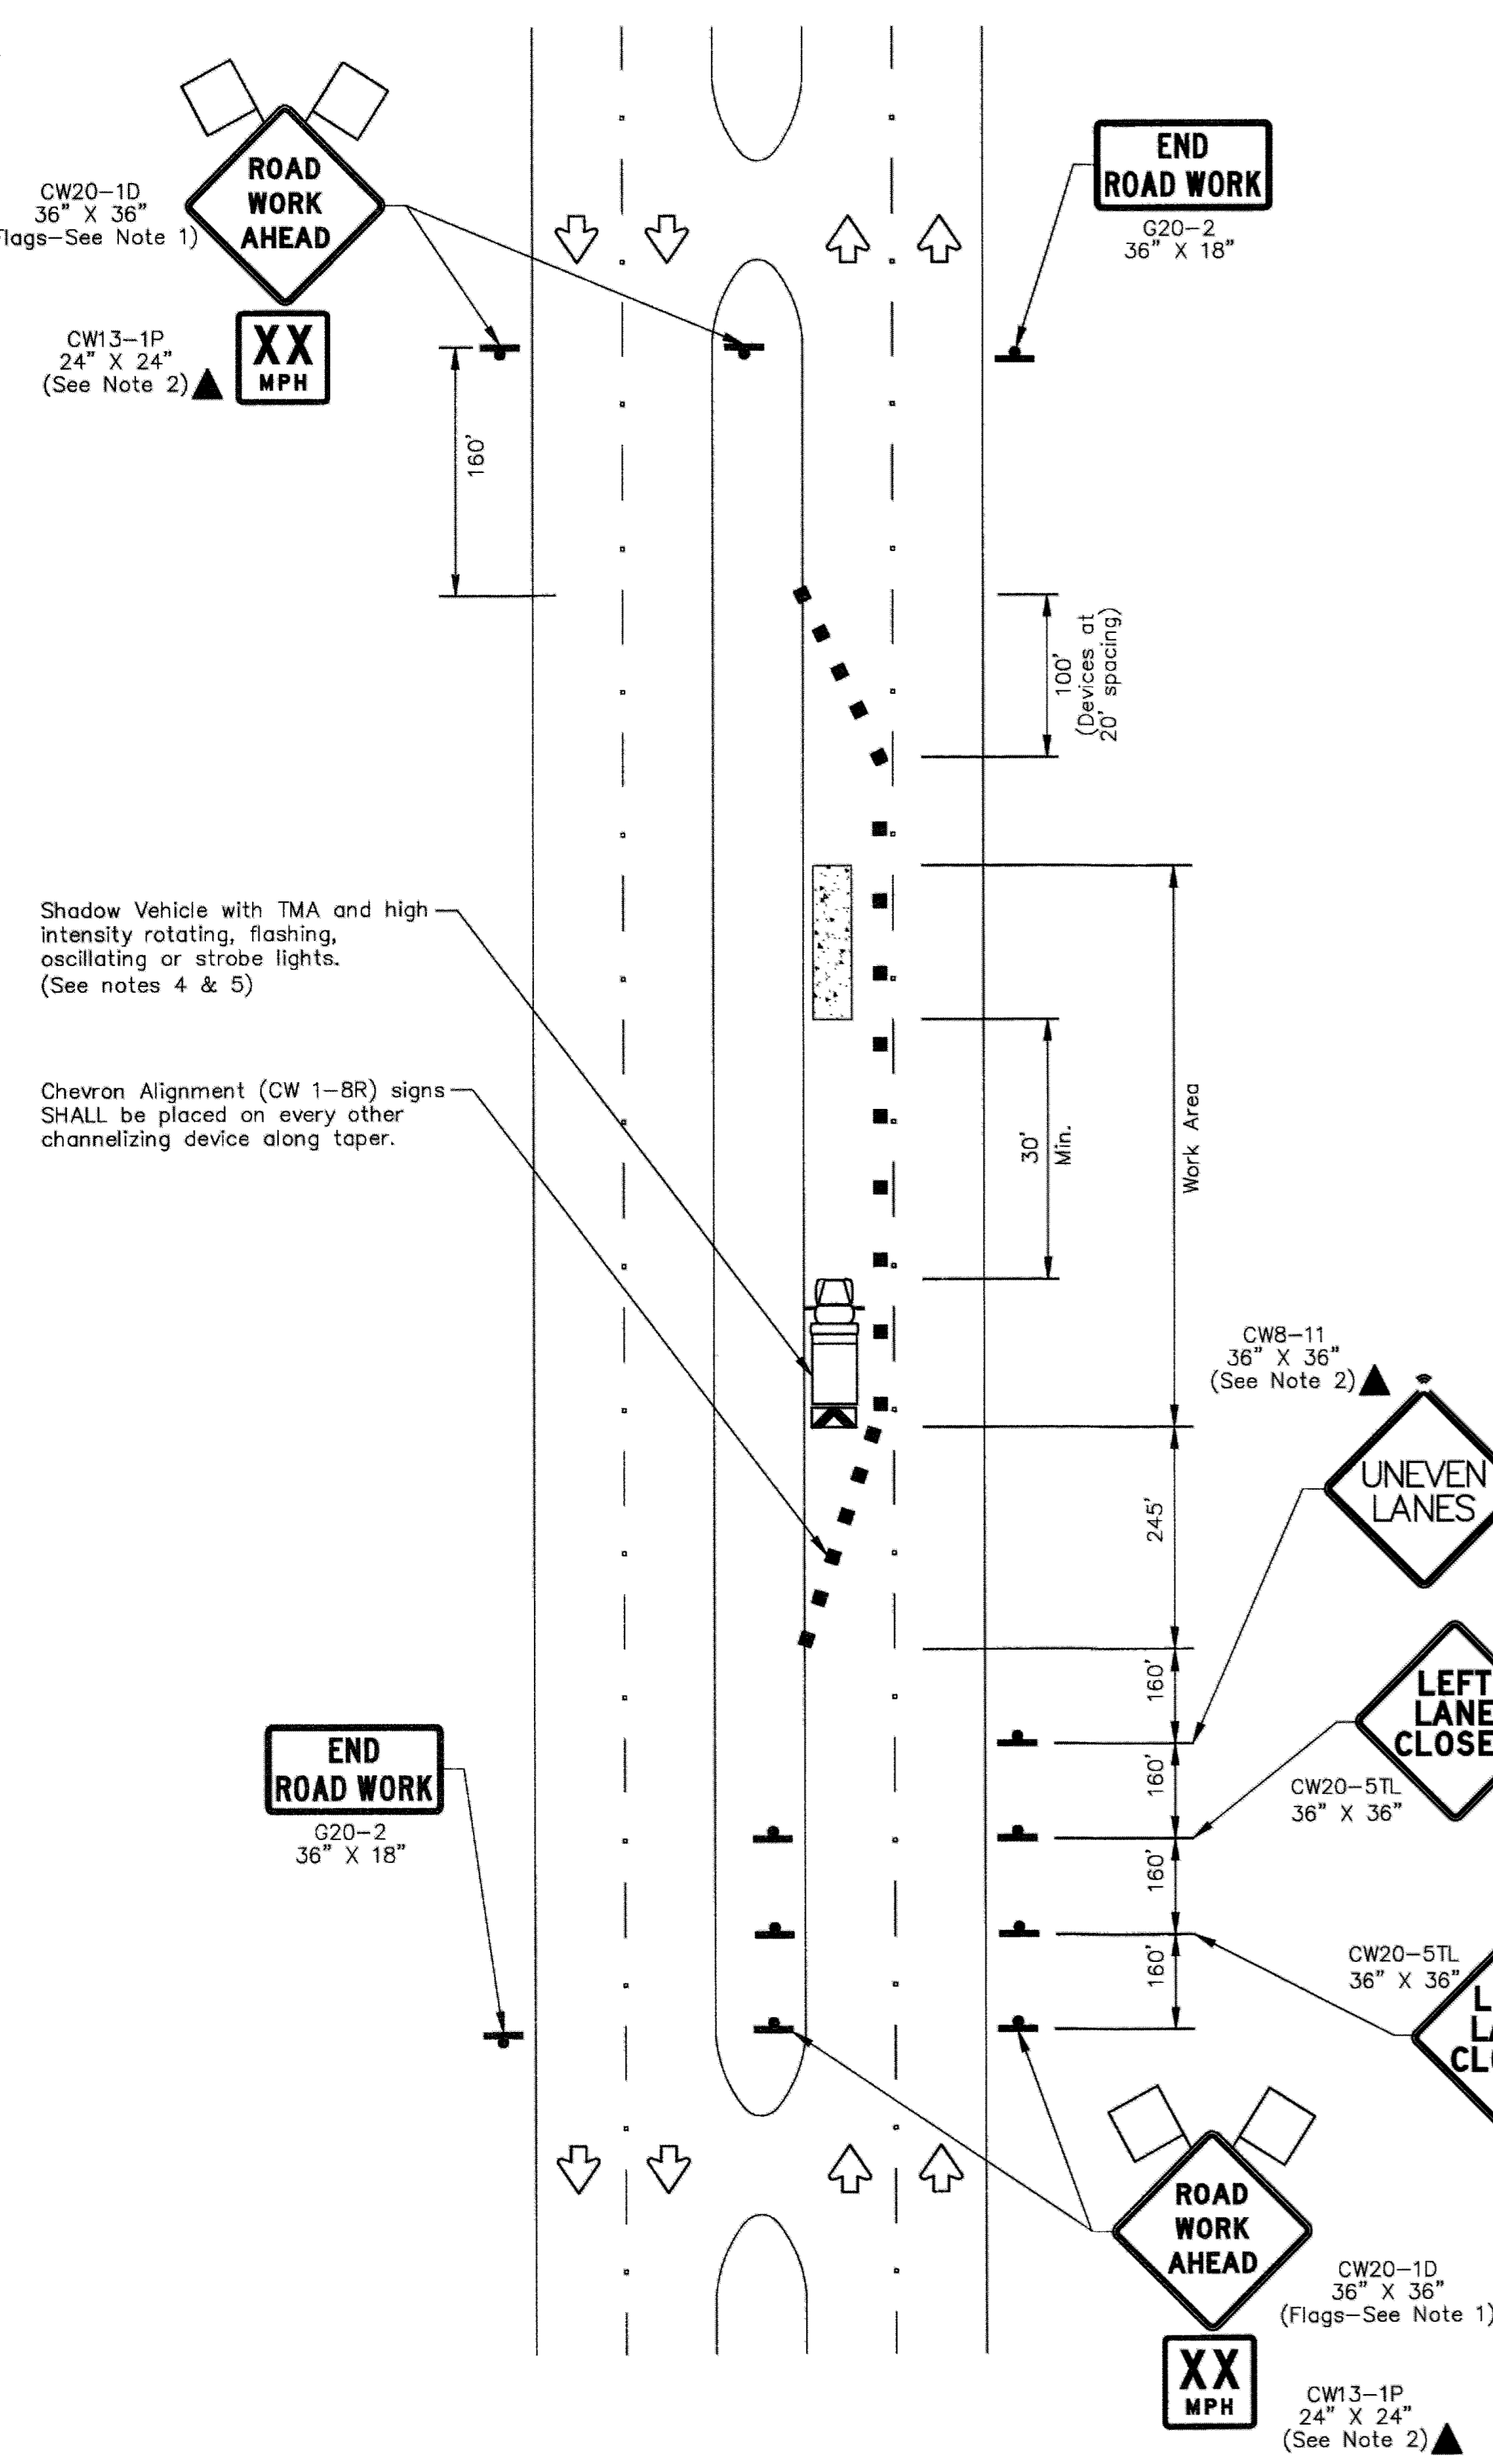 ROAD
WORK
AHEAD
CW20-1D
36" X 36"
Flags-See Note 1)
XX
MPH
CW13-1P
24" X 24"
(See Note 2)
END
ROAD WORK
G20-2
36" X 18"
160'
100'
(Devices at
20' spacing)
Shadow Vehicle with TMA and high
intensity rotating, flashing,
oscillating or strobe lights.
(See notes 4 & 5)
Chevron Alignment (CW 1-8R) signs
SHALL be placed on every other
channelizing device along taper.
30'
Min.
Work Area
CW8-11
36" X 36"
(See Note 2)
UNEVEN
LANES
245'
160'
160'
160'
160'
LEFT
LANE
CLOSE
CW20-5TL
36" X 36"
END
ROAD WORK
G20-2
36" X 18"
CW20-5TL
36" X 36"
ROAD
WORK
AHEAD
CW20-1D
36" X 36"
(Flags-See Note 1)
XX
MPH
CW13-1P
24" X 24"
(See Note 2)